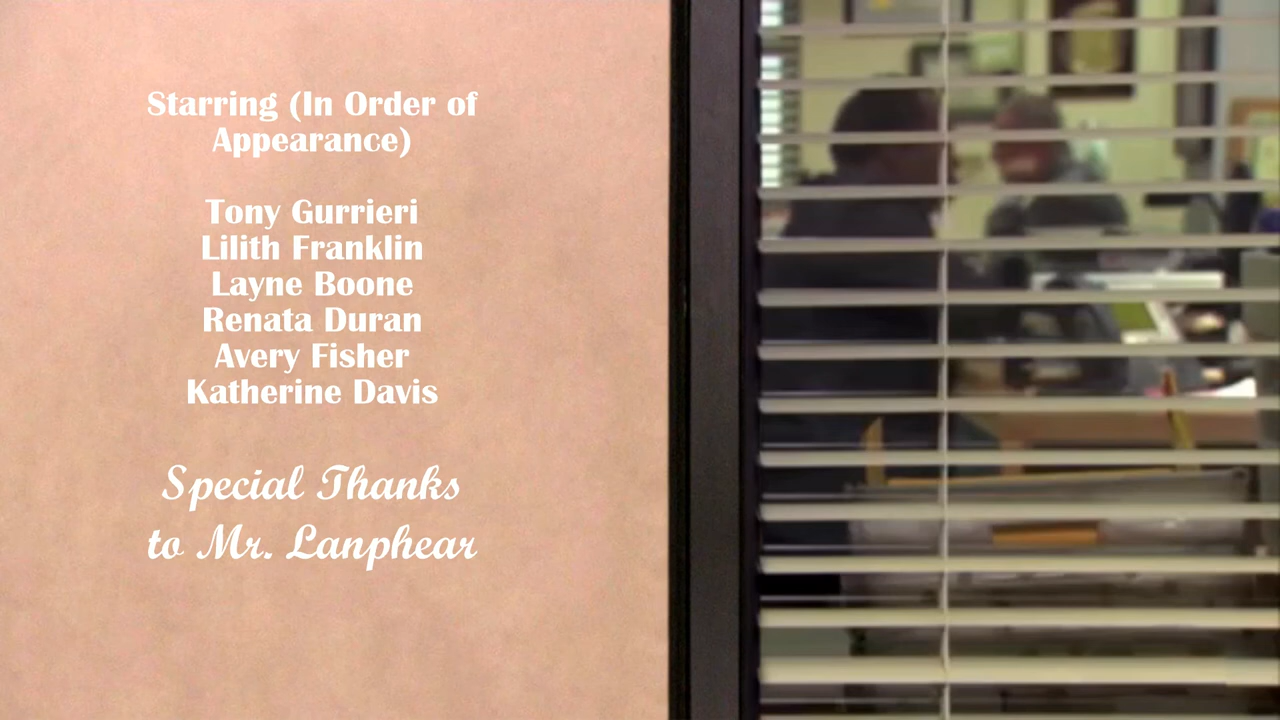 Starring (In Order of
Appearance)
Tony Gurrieri
Lilith Franklin
Layne Boone
Renata Duran
Avery Fisher
Katherine Davis
Special Thanks
to Mr. Lanphear